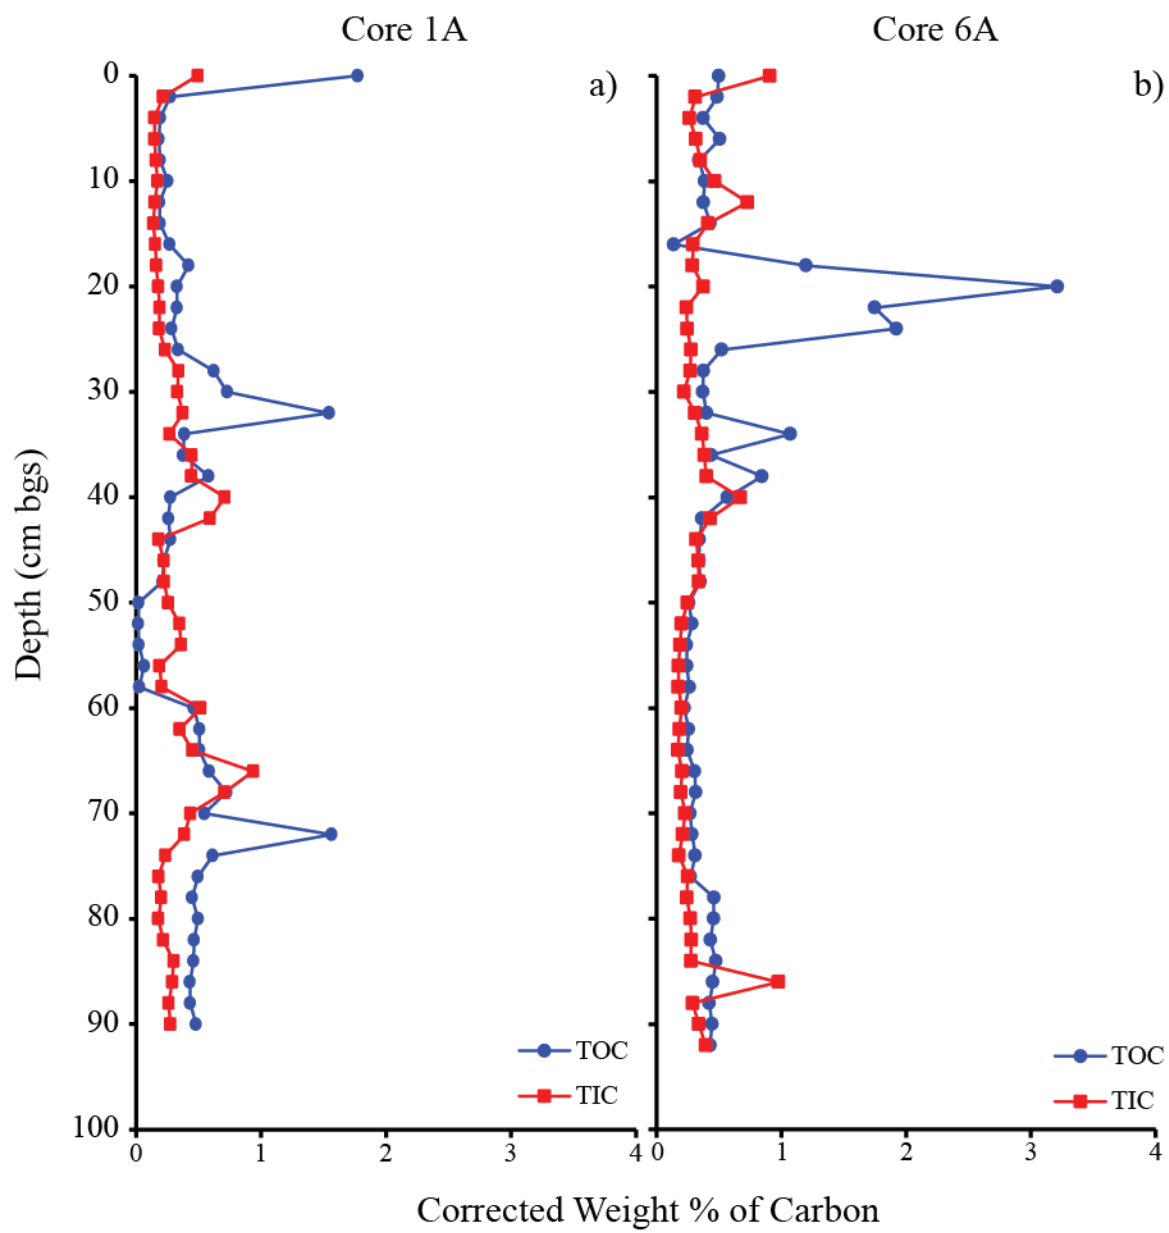 Core 1A
Core 6A
a)
b)
0
10
20
30
40
50
60
70
80
90
100
Depth (cm bgs)
TOC
TIC
TOC
TIC
0 1 2 3 4
0 1 2 3 4
Corrected Weight % of Carbon